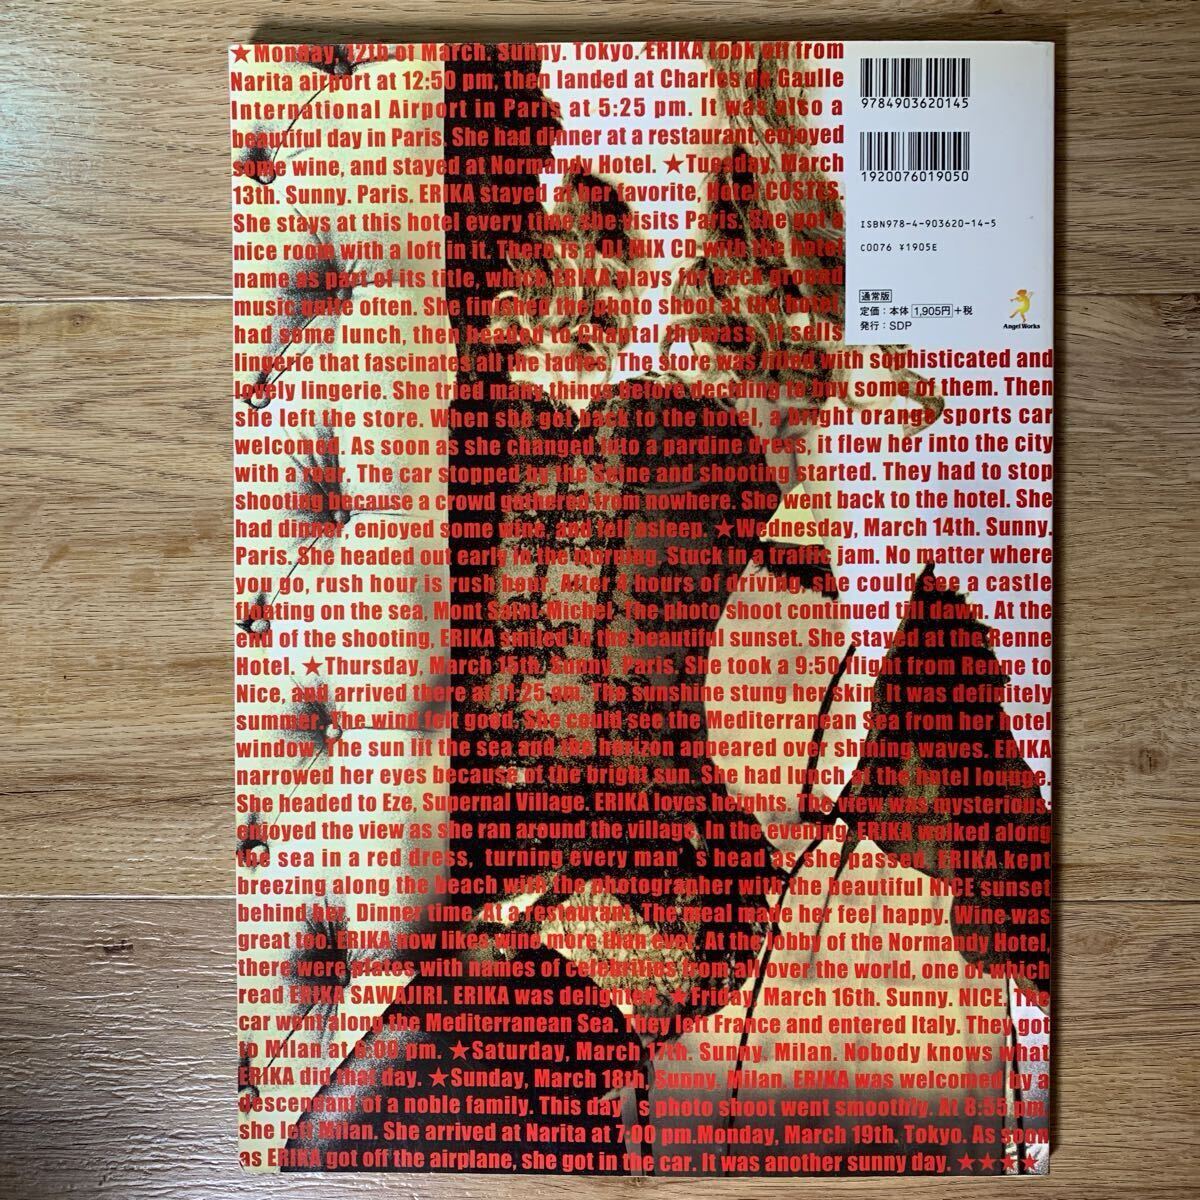 ★Monday, 12th of March. Sunny. Tokyo. ERIKA took off from
Narita airport at 12:50 pm, then landed at Charles de Gaulle
International Airport in Paris at 5:25 pm. It was also a
beautiful day in Paris. She had dinner at a restaurant, enjoyed
some wine, and stayed at Normandy Hotel. ★Tuesday, March
13th. Sunny. Paris. ERIKA stayed at her favorite, Hotel COSTES.
She stays at this hotel every time she visits Paris. She got a
nice room with a loft in it. There is a DJ MIX CD with the hotel
name as part of its title, which ERIKA plays for back ground
music quite often. She finished the photo shoot at the hotel,
had some lunch, then headed to Chaptal thomass. It sells
lingerie that fascinates all the ladies. The store was filled with sophisticated and
lovely lingerie. She tried many things before deciding to buy some of them. Then
she left the store. When she got back to the hotel, a bright orange sports car
welcomed. As soon as she changed into a pardine dress, it flew her into the city
with a roar. The car stopped by the Seine and shooting started. They had to stop
shooting because a crowd gathered from nowhere. She went back to the hotel. She
had dinner, enjoyed some wine, and fell asleep. ★Wednesday, March 14th. Sunny.
Paris. She headed out early in the morning. Stuck in a traffic jam. No matter where
you go, rush hour is rush hour. After 4 hours of driving, she could see a castle
floating on the sea, Mont Saint-Michel. The photo shoot continued till dawn. At the
end of the shooting, ERIKA smiled in the beautiful sunset. She stayed at the Renne
Hotel. ★Thursday, March 15th. Sunny. Paris. She took a 9:50 flight from Renne to
Nice, and arrived there at 11:25 am. The sunshine stung her skin. It was definitely
summer. The wind felt good. She could see the Mediterranean Sea from her hotel
window. The sun lit the sea and the horizon appeared over shining waves. ERIKA
narrowed her eyes because of the bright sun. She had lunch at the hotel lounge.
She headed to Eze, Supernal Village. ERIKA loves heights. The view was mysterious;
enjoyed the view as she ran around the village. In the evening, ERIKA walked along
the sea in a red dress, turning every man's head as she passed. ERIKA kept
breezing along the beach with the photographer with the beautiful NICE sunset
behind her. Dinner time. At a restaurant. The meal made her feel happy. Wine was
great too. ERIKA now likes wine more than ever. At the lobby of the Normandy Hotel,
there were plates with names of celebrities from all over the world, one of which
read ERIKA SAWAJIRI. ERIKA was delighted. ★Friday, March 16th. Sunny. NICE. The
car went along the Mediterranean Sea. They left France and entered Italy. They got
to Milan at 6:00 pm. ★Saturday, March 17th. Sunny. Milan. Nobody knows what
ERIKA did that day. ★Sunday, March 18th. Sunny. Milan. ERIKA was welcomed by a
descendant of a noble family. This day's photo shoot went smoothly. At 8:55 pm,
she left Milan. She arrived at Narita at 7:00 pm.Monday, March 19th. Tokyo. As soon
as ERIKA got off the airplane, she got in the car. It was another sunny day. ★★★★
9784903620145
1920076019050
ISBN978-4-903620-14-5
C0076 ¥1905E
通常版
定価：本体1,905円+税
発行：SDP
Angel Works